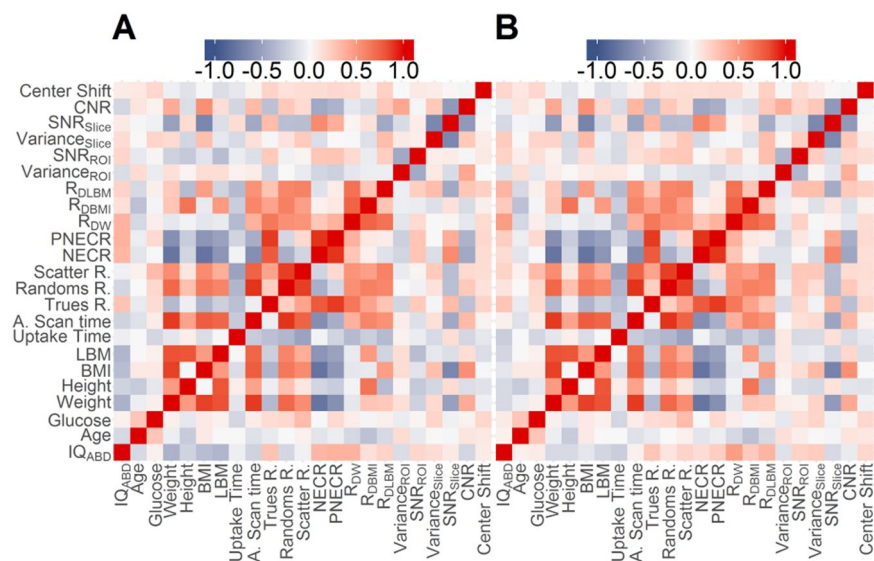 A B
-1.0 -0.5 0.0 0.5 1.0 -1.0 -0.5 0.0 0.5 1.0
Center Shift
CNR
SNRSlice
VarianceSlice
SNRROI
VarianceROI
RDLBM
RDBMI
RDW
PNECR
NECR
Scatter R.
Randoms R.
Trues R.
A. Scan time
Uptake Time
LBM
BMI
Height
Weight
Glucose
Age
IQABD
IQABD
Age
Glucose
Weight
Height
BMI
LBM
Uptake Time
A. Scan time
Trues R.
Randoms R.
Scatter R.
NECR
PNECR
RDW
RDBMI
RDLBM
VarianceROI
SNRROI
VarianceSlice
SNRSlice
CNR
Center Shift
IQABD
Age
Glucose
Weight
Height
BMI
LBM
Uptake Time
A. Scan time
Trues R.
Randoms R.
Scatter R.
NECR
PNECR
RDW
RDBMI
RDLBM
VarianceROI
SNRROI
VarianceSlice
SNRSlice
CNR
Center Shift